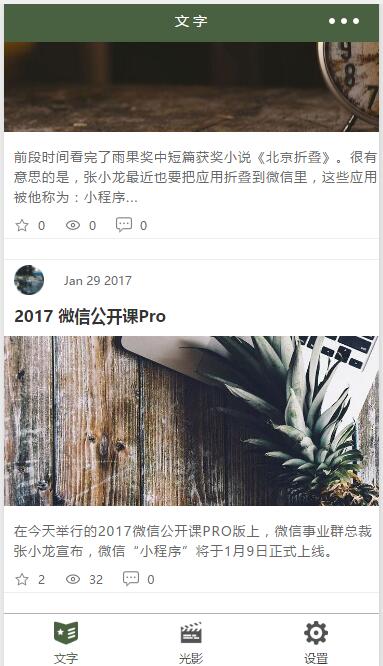 文字
前段时间看完了雨果奖中短篇获奖小说《北京折叠》。很有
意思的是，张小龙最近也要把应用折叠到微信里，这些应用
被他称为：小程序...
0 0 0
Jan 29 2017
2017 微信公开课Pro
在今天举行的2017微信公开课PRO版上，微信事业群总裁
张小龙宣布，微信“小程序”将于1月9日正式上线。
2 32 0
文字 光影 设置